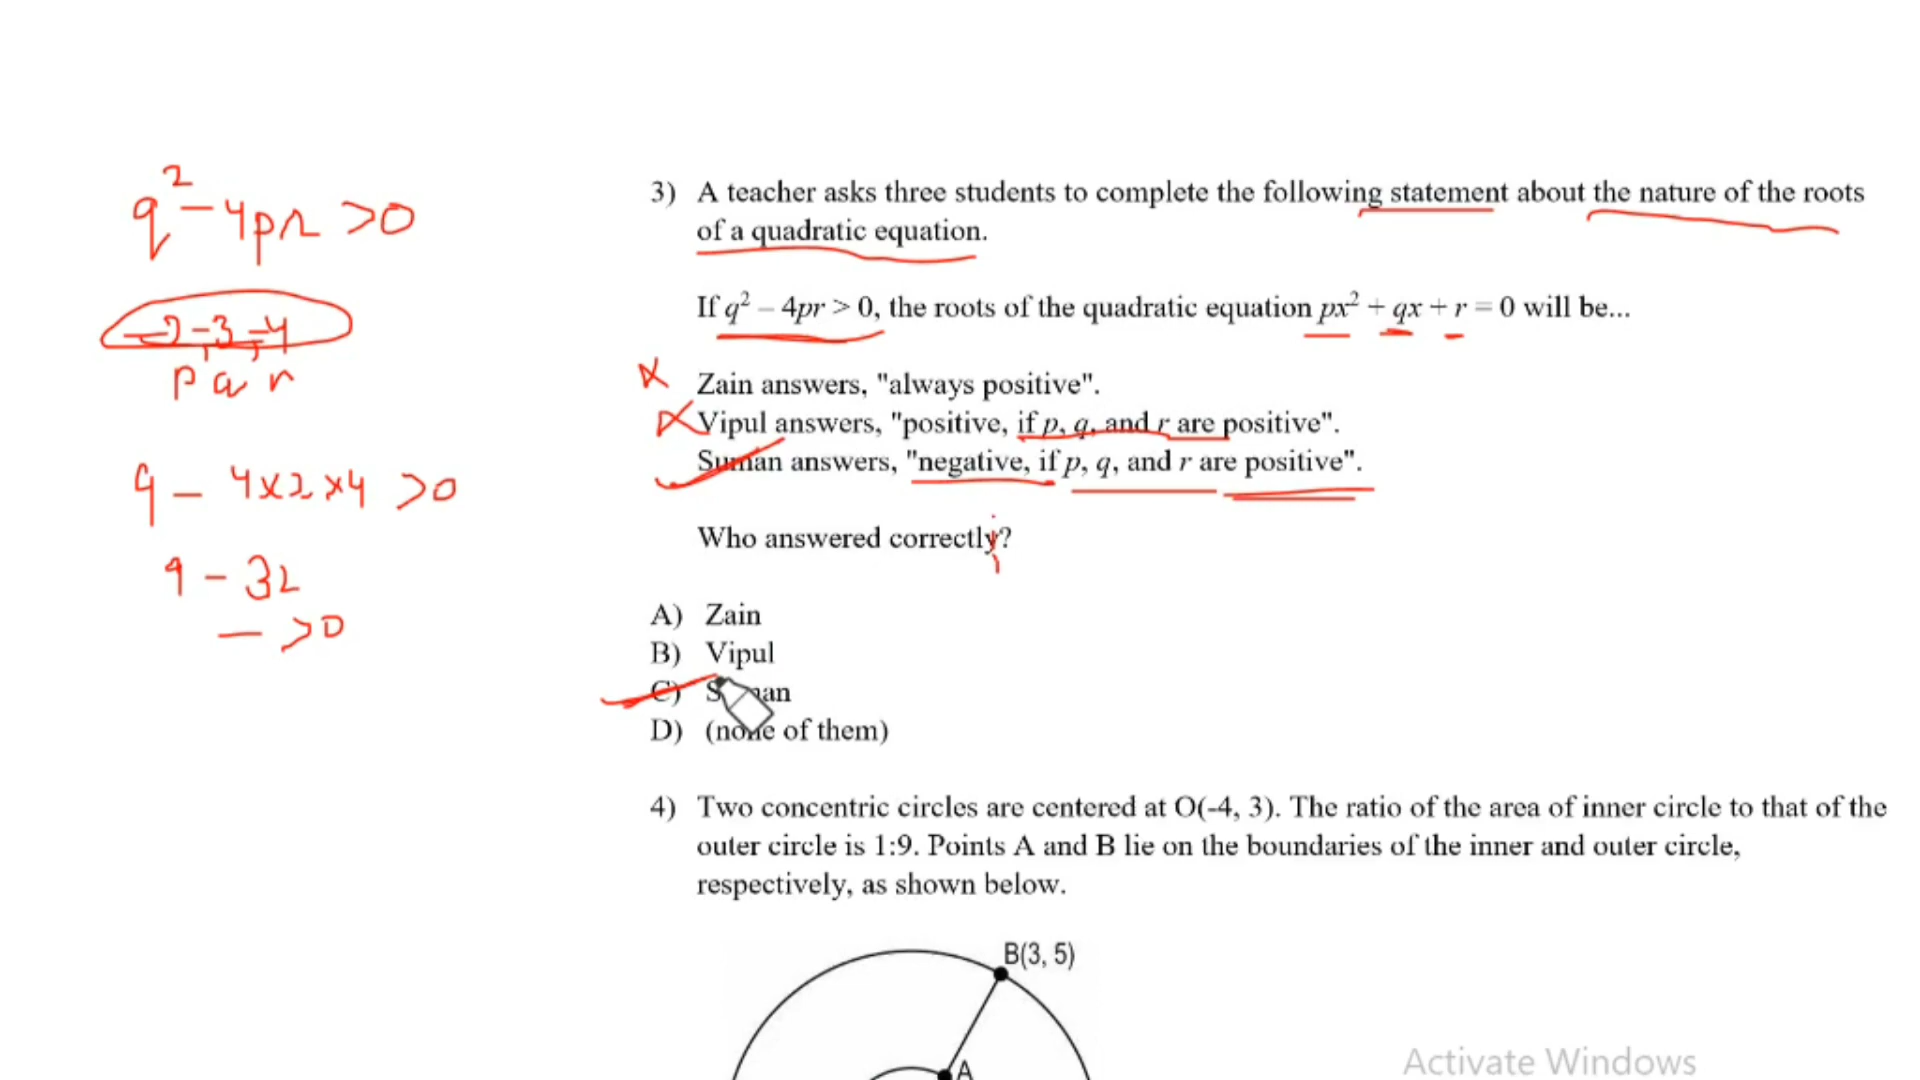 q² - 4pr > 0
-2, -3, -4
p q r
9 - 4×2×4 > 0
9 - 32
- > 0
3) A teacher asks three students to complete the following statement about the nature of the roots
of a quadratic equation.
If q² – 4pr > 0, the roots of the quadratic equation px² + qx + r = 0 will be...
Zain answers, "always positive".
Vipul answers, "positive, if p, q, and r are positive".
Suman answers, "negative, if p, q, and r are positive".
Who answered correctly?
A) Zain
B) Vipul
C) Suman
D) (none of them)
4) Two concentric circles are centered at O(-4, 3). The ratio of the area of inner circle to that of the
outer circle is 1:9. Points A and B lie on the boundaries of the inner and outer circle,
respectively, as shown below.
B(3, 5)
A
Activate Windows